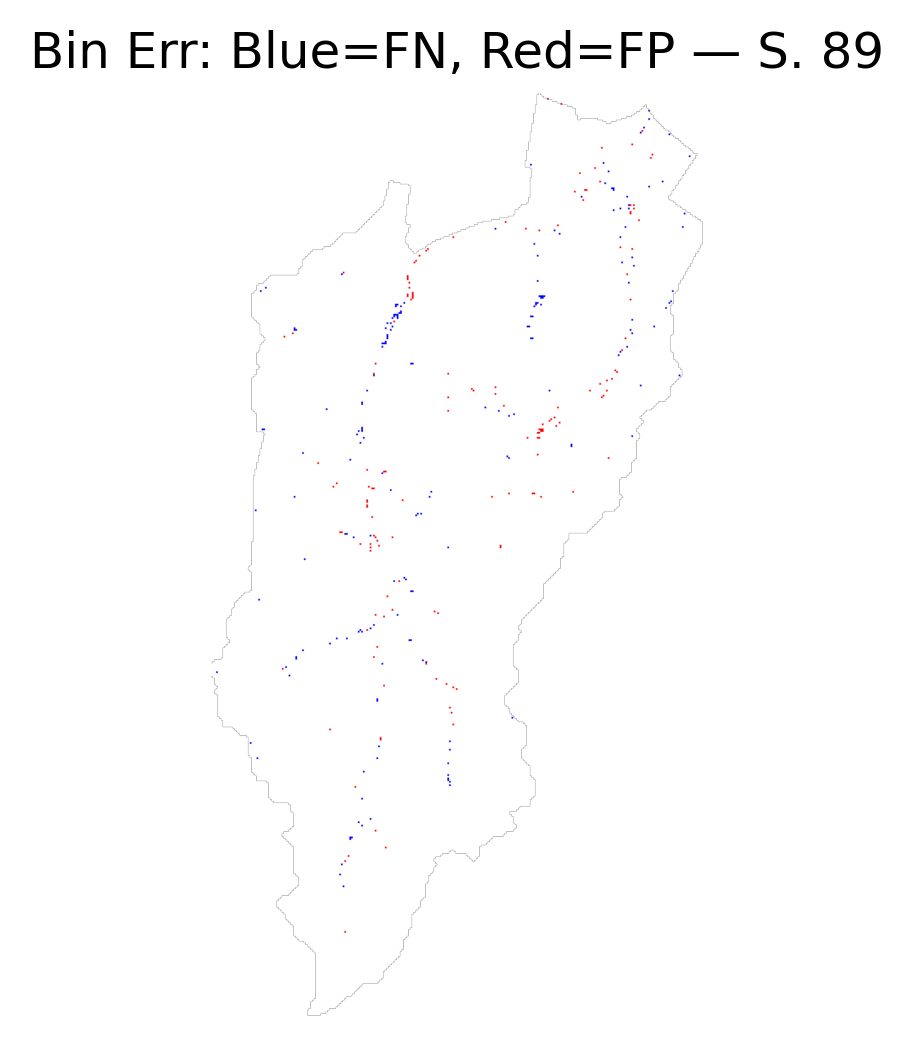 Bin Err: Blue=FN, Red=FP — S. 89